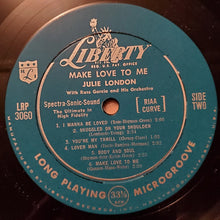 LIBERTY
REG. U.S. PAT. OFF.
MAKE LOVE TO ME
JULIE LONDON
With Russ Garcia and His Orchestra
LRP
3060
Spectra-Sonic-Sound
The Ultimate in
High Fidelity
RIAA
CURVE
SIDE
TWO
1 I WANNA BE LOVED
2 SNUGGLED ON YOUR SHOULDER
3 YOU'RE MY THRILL
4 LOVER MAN
5 BODY AND SOUL
6 MAKE LOVE TO ME
LONG PLAYING 33⅓ MICROGROOVE